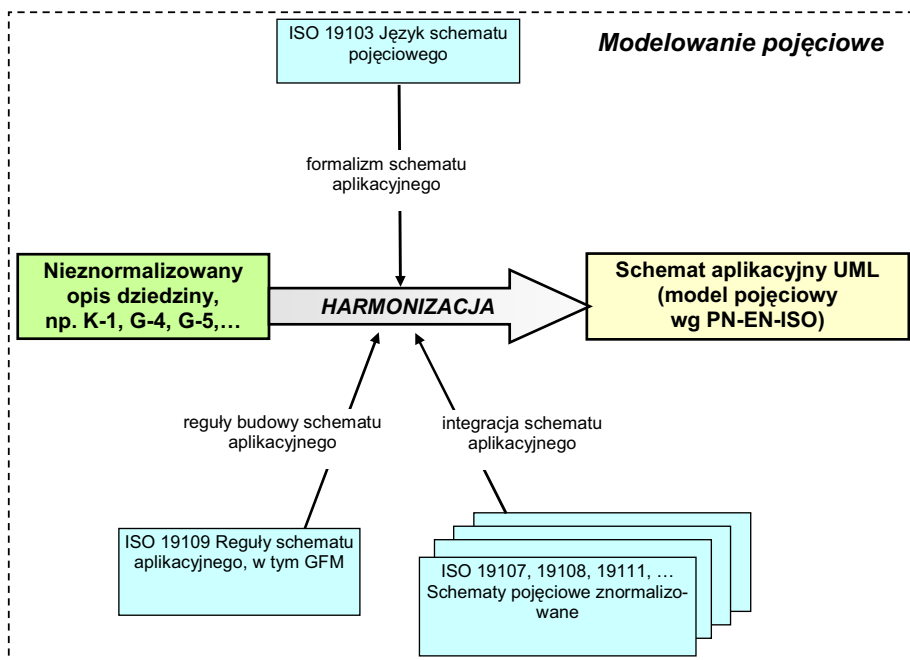 ISO 19103 Język schematu
pojęciowego
Modelowanie pojęciowe
formalizm schematu
aplikacyjnego
Nieznormalizowany
opis dziedziny,
np. K-1, G-4, G-5,…
HARMONIZACJA
Schemat aplikacyjny UML
(model pojęciowy
wg PN-EN-ISO)
reguły budowy schematu
aplikacyjnego
integracja schematu
aplikacyjnego
ISO 19109 Reguły schematu
aplikacyjnego, w tym GFM
ISO 19107, 19108, 19111, …
Schematy pojęciowe znormalizo-
wane